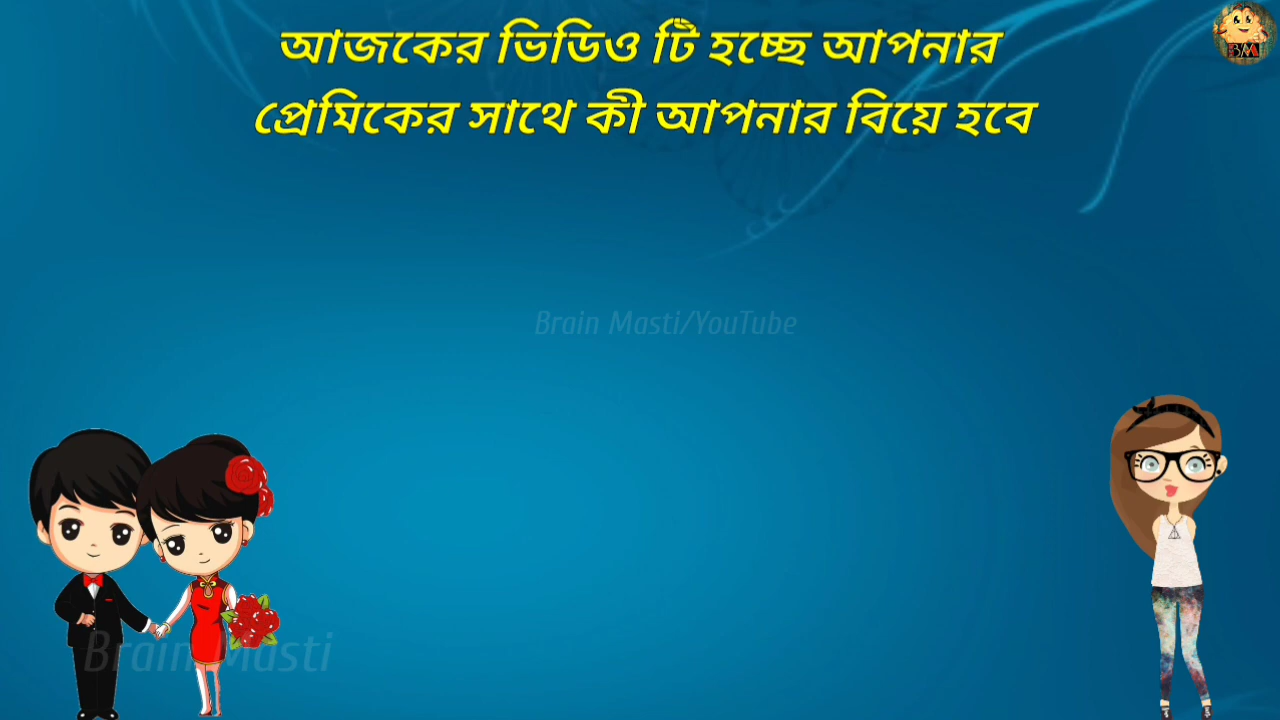 আজকের ভিডিও টি হচ্ছে আপনার
প্রেমিকের সাথে কী আপনার বিয়ে হবে
BM
Brain Masti/YouTube
Brain Masti